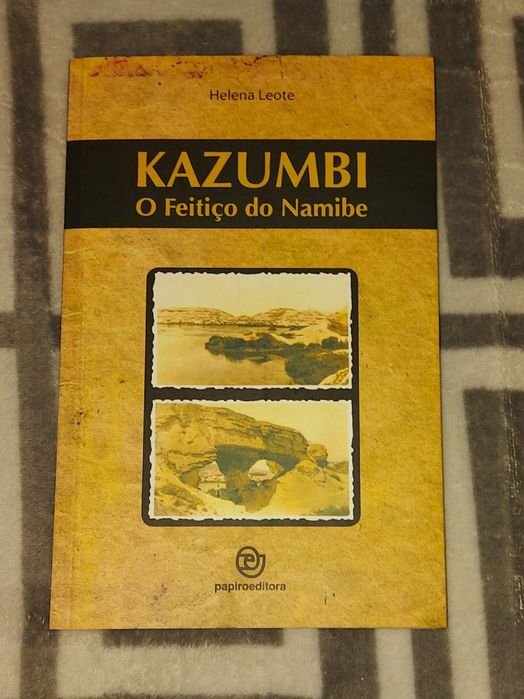 Helena Leote
KAZUMBI
O Feitiço do Namibe
papiroeditora